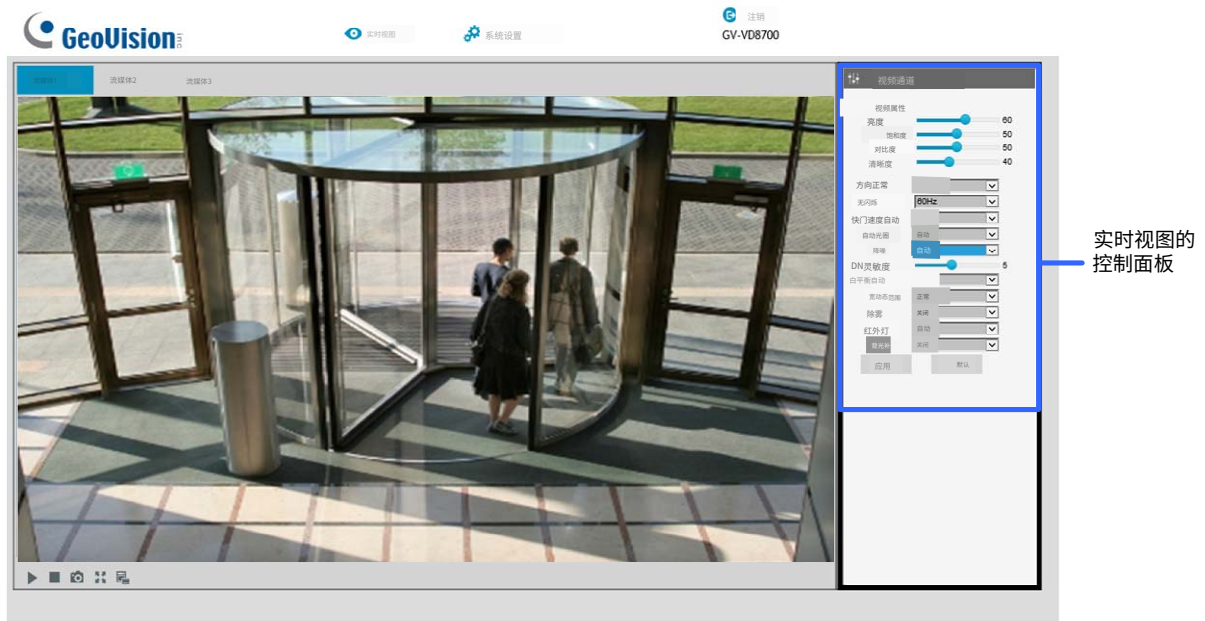 GeoVision inc
实时视图
系统设置
注销
GV-VD8700
流媒体2
流媒体3
视频通道
视频属性
亮度 60
饱和度 50
对比度 50
清晰度 40
方向正常
无闪烁 60Hz
快门速度自动
自动光圈 自动
降噪 自动
DN灵敏度 5
白平衡自动
宽动态范围 正常
除雾 关闭
红外灯 自动
背光补 关闭
应用 默认
实时视图的
控制面板